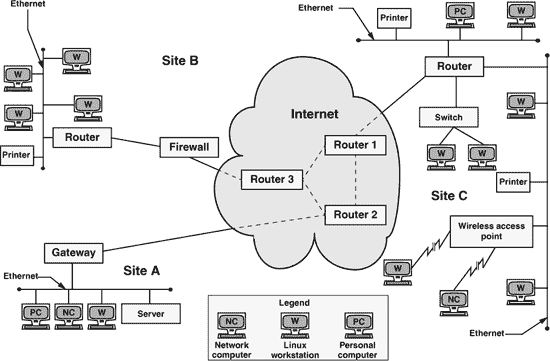 Ethernet
Printer
PC
W
Ethernet
W
Site B
Router
W
Internet
W
W
W
Switch
Router
Firewall
Router 1
Printer
W
W
Router 3
Printer
Site C
Router 2
Wireless access
point
Gateway
Site A
Ethernet
W
W
NC
PC
NC
W
Server
Legend
NC
W
PC
Network
computer
Linux
workstation
Personal
computer
Ethernet